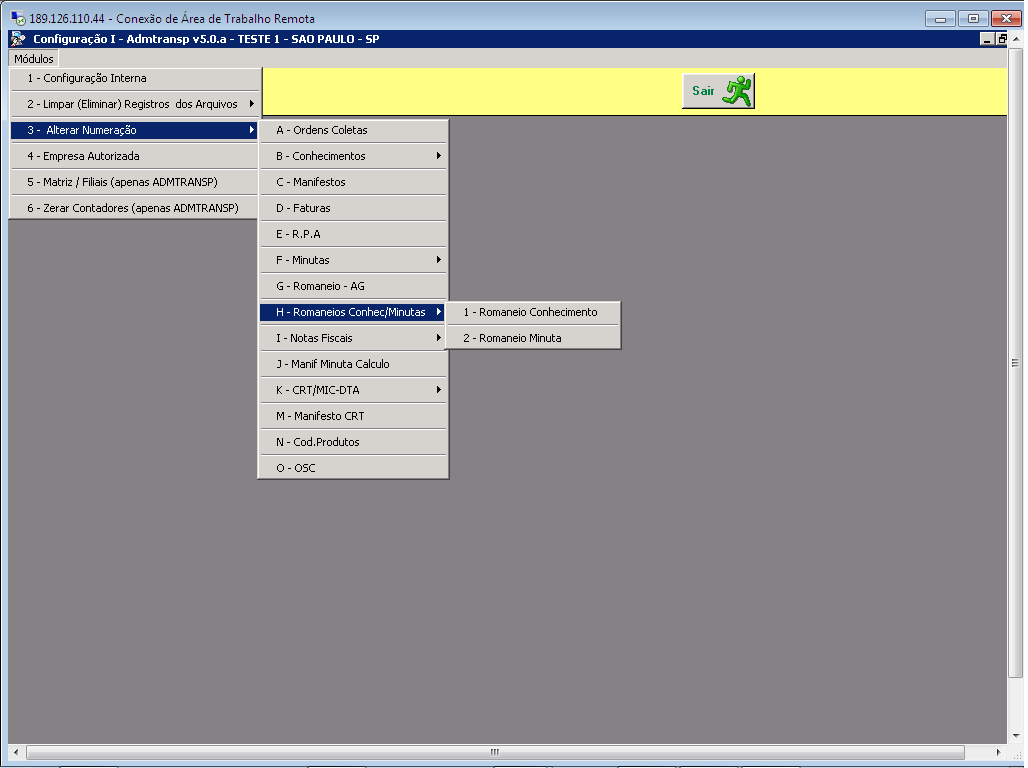 189.126.110.44 - Conexão de Área de Trabalho Remota
Configuração I - Admtransp v5.0.a - TESTE 1 - SAO PAULO - SP
Módulos
Sair
1 - Configuração Interna
2 - Limpar (Eliminar) Registros dos Arquivos
3 - Alterar Numeração
4 - Empresa Autorizada
5 - Matriz / Filiais (apenas ADMTRANSP)
6 - Zerar Contadores (apenas ADMTRANSP)
A - Ordens Coletas
B - Conhecimentos
C - Manifestos
D - Faturas
E - R.P.A
F - Minutas
G - Romaneio - AG
H - Romaneios Conhec/Minutas
I - Notas Fiscais
J - Manif Minuta Calculo
K - CRT/MIC-DTA
M - Manifesto CRT
N - Cod.Produtos
O - OSC
1 - Romaneio Conhecimento
2 - Romaneio Minuta